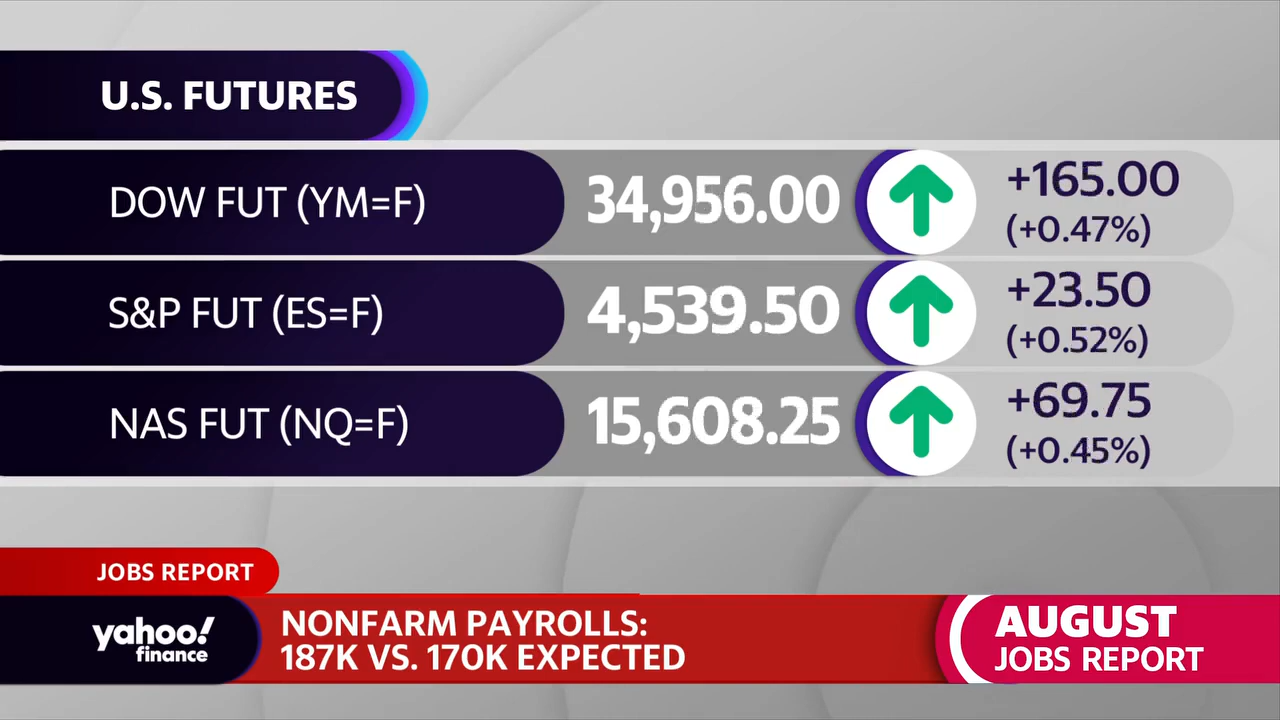 U.S. FUTURES
DOW FUT (YM=F) 34,956.00 +165.00
(+0.47%)
S&P FUT (ES=F) 4,539.50 +23.50
(+0.52%)
NAS FUT (NQ=F) 15,608.25 +69.75
(+0.45%)
JOBS REPORT
yahoo!
finance
NONFARM PAYROLLS:
187K VS. 170K EXPECTED
AUGUST
JOBS REPORT